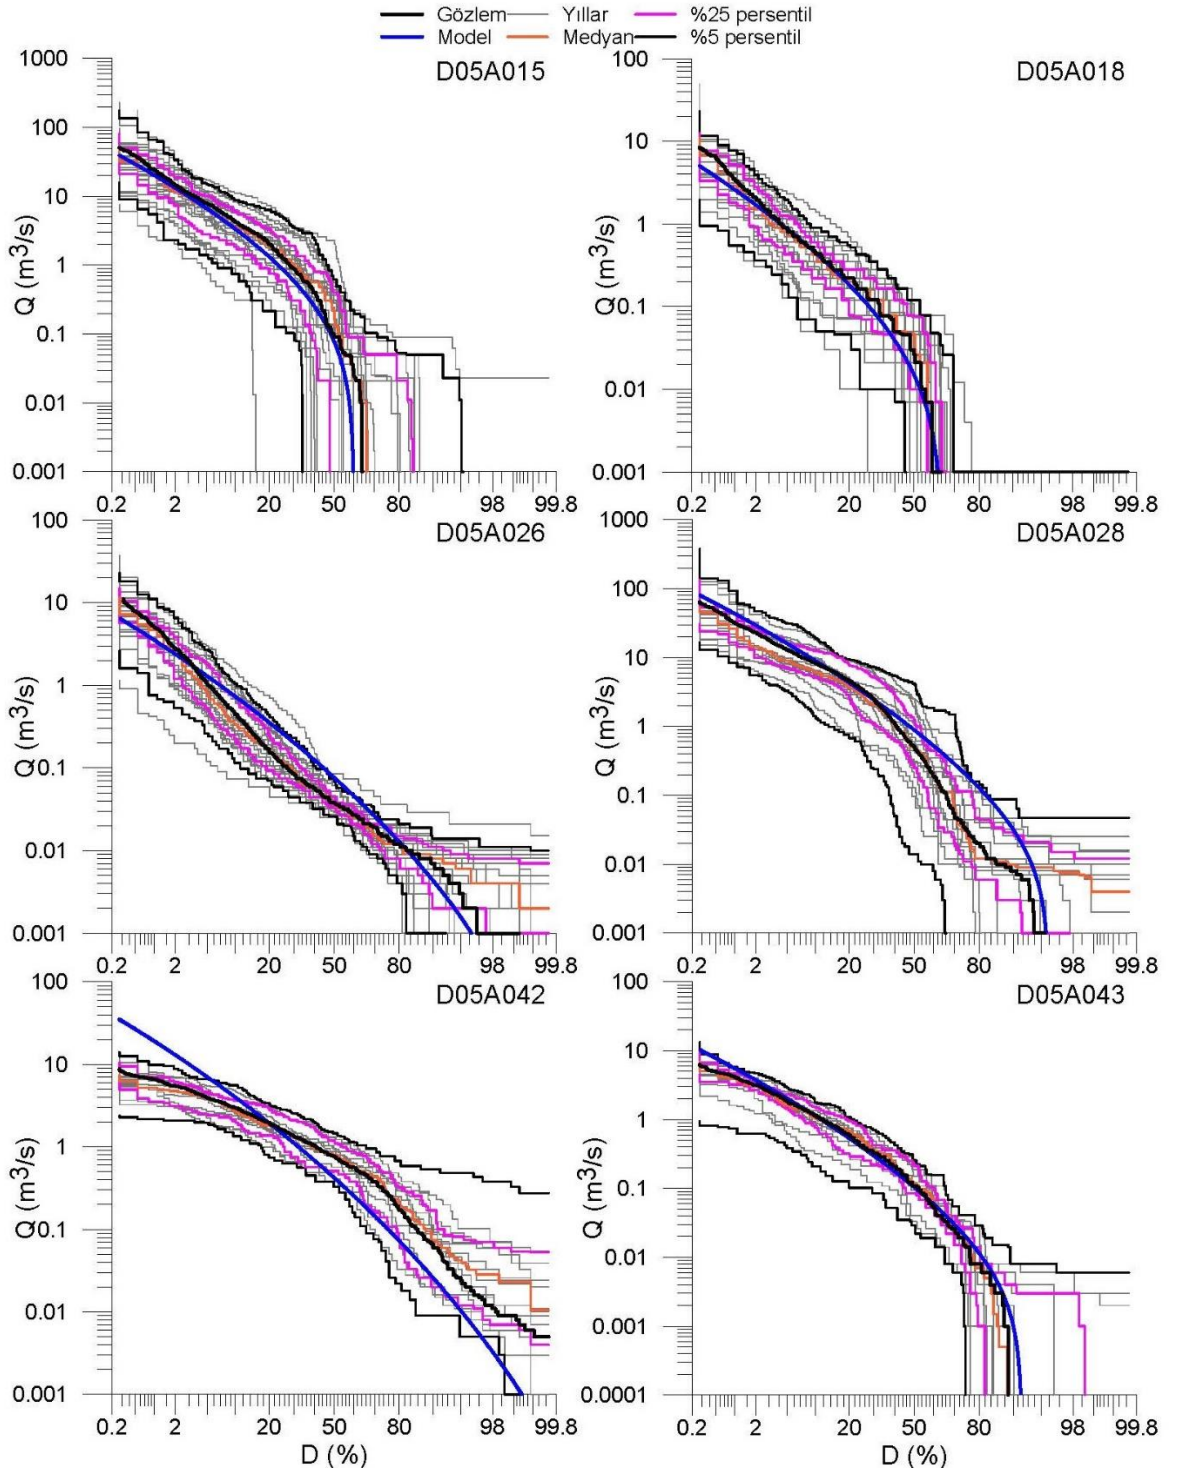 Gözlem Yıllar %25 persentil
Model Medyan %5 persentil
D05A015
1000
100
10
1
0.1
0.01
0.001
Q (m3/s)
0.2 2 20 50 80 98 99.8
D05A018
100
10
1
0.1
0.01
0.001
Q (m3/s)
0.2 2 20 50 80 98 99.8
D05A026
100
10
1
0.1
0.01
0.001
Q (m3/s)
0.2 2 20 50 80 98 99.8
D05A028
1000
100
10
1
0.1
0.01
0.001
Q (m3/s)
0.2 2 20 50 80 98 99.8
D05A042
100
10
1
0.1
0.01
0.001
Q (m3/s)
0.2 2 20 50 80 98 99.8
D (%)
D05A043
100
10
1
0.1
0.01
0.001
0.0001
Q (m3/s)
0.2 2 20 50 80 98 99.8
D (%)